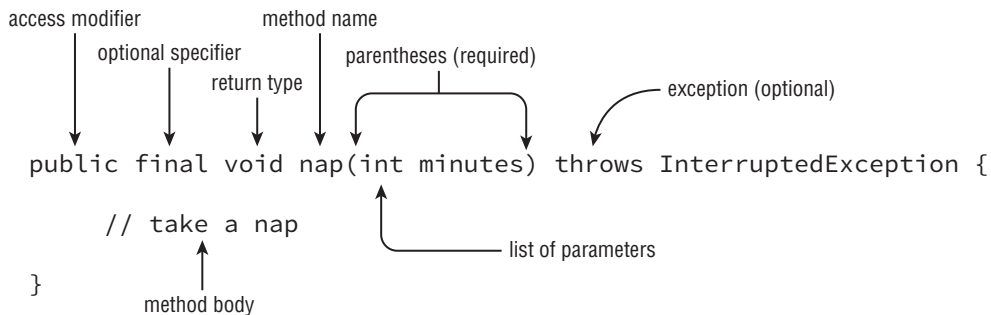 access modifier
method name
optional specifier
parentheses (required)
return type
exception (optional)
public final void nap(int minutes) throws InterruptedException {
// take a nap
list of parameters
}
method body